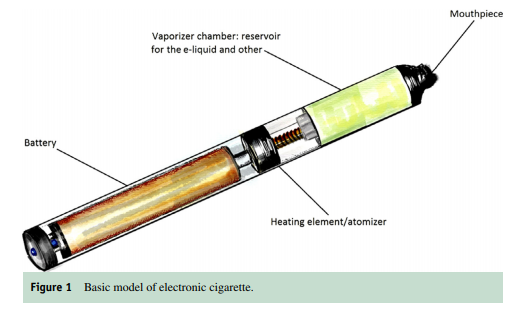 Mouthpiece
Vaporizer chamber: reservoir
for the e-liquid and other
Battery
Heating element/atomizer
Figure 1 Basic model of electronic cigarette.